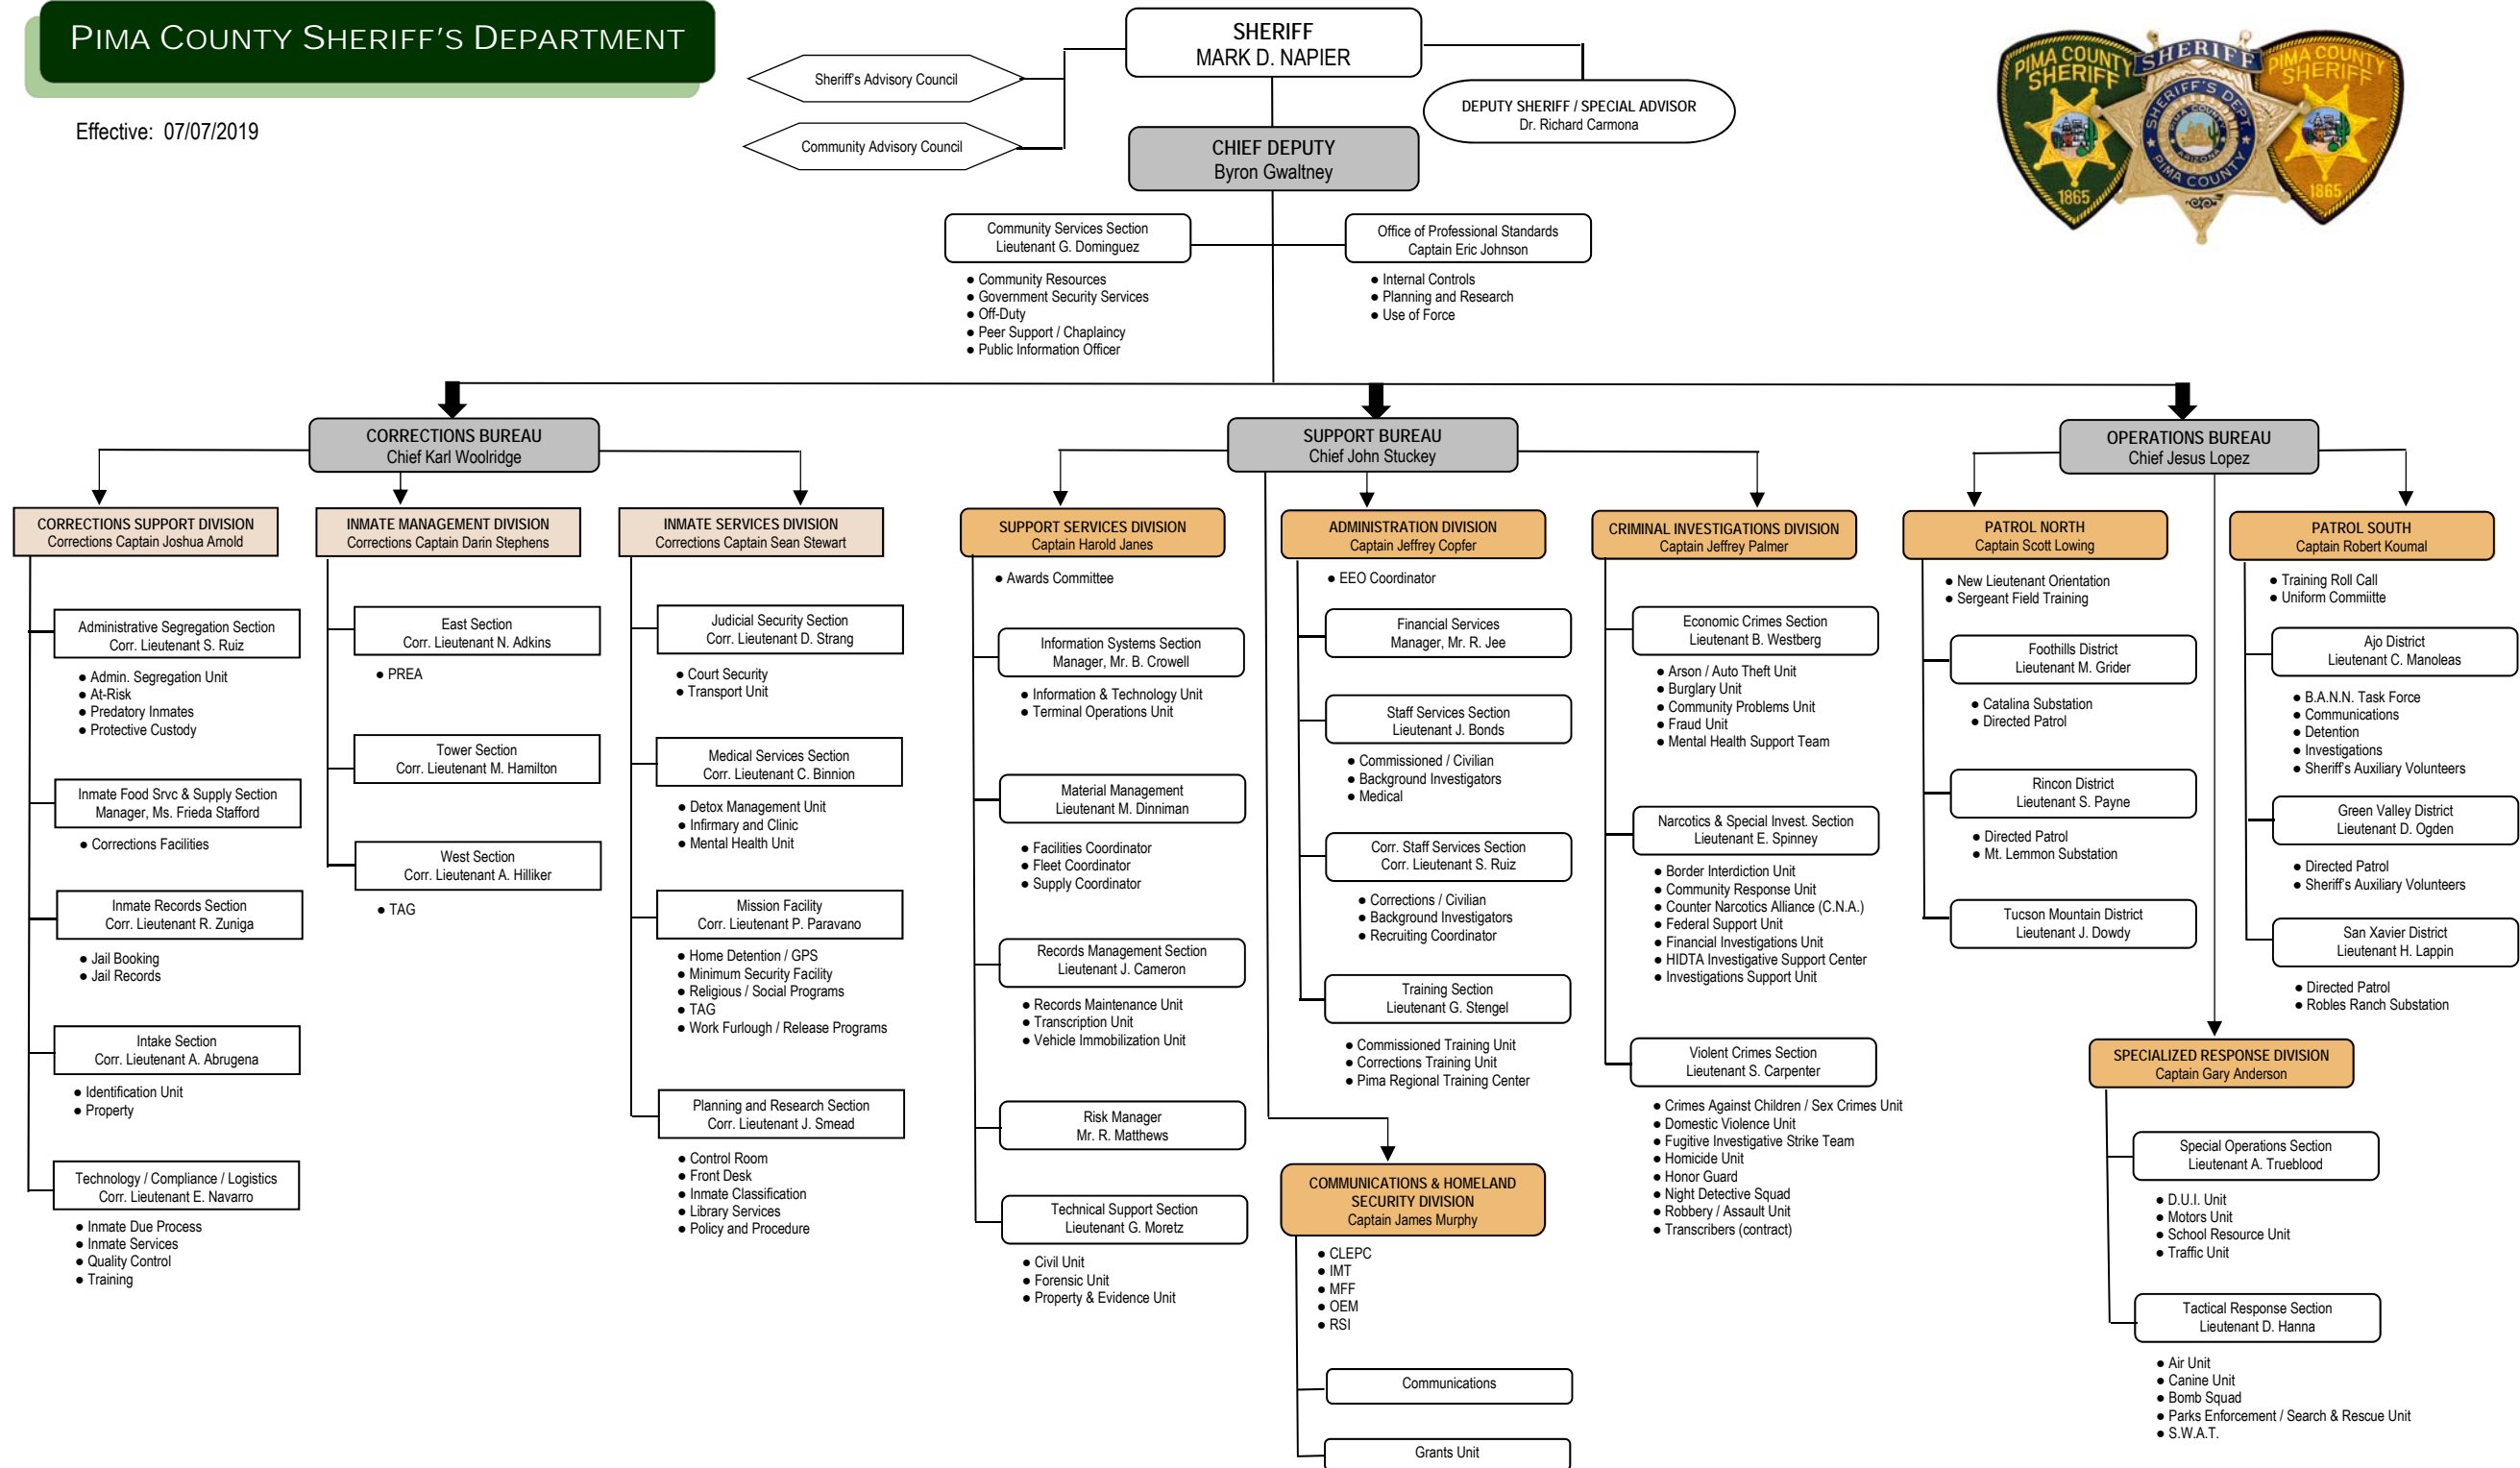 PIMA COUNTY SHERIFF'S DEPARTMENT
Effective: 07/07/2019
SHERIFF
MARK D. NAPIER
Sheriff's Advisory Council
Community Advisory Council
DEPUTY SHERIFF / SPECIAL ADVISOR
Dr. Richard Carmona
CHIEF DEPUTY
Byron Gwaltney
PIMA COUNTY
SHERIFF
1865
SHERIFF
SHERIFF'S DEPT
PIMA COUNTY
ARIZONA
PIMA COUNTY
SHERIFF
1865
Community Services Section
Lieutenant G. Dominguez
● Community Resources
● Government Security Services
● Off-Duty
● Peer Support / Chaplaincy
● Public Information Officer
Office of Professional Standards
Captain Eric Johnson
● Internal Controls
● Planning and Research
● Use of Force
CORRECTIONS BUREAU
Chief Karl Woolridge
CORRECTIONS SUPPORT DIVISION
Corrections Captain Joshua Arnold
Administrative Segregation Section
Corr. Lieutenant S. Ruiz
● Admin. Segregation Unit
● At-Risk
● Predatory Inmates
● Protective Custody
Inmate Food Srvc & Supply Section
Manager, Ms. Frieda Stafford
● Corrections Facilities
Inmate Records Section
Corr. Lieutenant R. Zuniga
● Jail Booking
● Jail Records
Intake Section
Corr. Lieutenant A. Abrugena
● Identification Unit
● Property
Technology / Compliance / Logistics
Corr. Lieutenant E. Navarro
● Inmate Due Process
● Inmate Services
● Quality Control
● Training
INMATE MANAGEMENT DIVISION
Corrections Captain Darin Stephens
East Section
Corr. Lieutenant N. Adkins
● PREA
Tower Section
Corr. Lieutenant M. Hamilton
West Section
Corr. Lieutenant A. Hilliker
● TAG
INMATE SERVICES DIVISION
Corrections Captain Sean Stewart
Judicial Security Section
Corr. Lieutenant D. Strang
● Court Security
● Transport Unit
Medical Services Section
Corr. Lieutenant C. Binnion
● Detox Management Unit
● Infirmary and Clinic
● Mental Health Unit
Mission Facility
Corr. Lieutenant P. Paravano
● Home Detention / GPS
● Minimum Security Facility
● Religious / Social Programs
● TAG
● Work Furlough / Release Programs
Planning and Research Section
Corr. Lieutenant J. Smead
● Control Room
● Front Desk
● Inmate Classification
● Library Services
● Policy and Procedure
SUPPORT BUREAU
Chief John Stuckey
SUPPORT SERVICES DIVISION
Captain Harold Janes
● Awards Committee
Information Systems Section
Manager, Mr. B. Crowell
● Information & Technology Unit
● Terminal Operations Unit
Material Management
Lieutenant M. Dinniman
● Facilities Coordinator
● Fleet Coordinator
● Supply Coordinator
Records Management Section
Lieutenant J. Cameron
● Records Maintenance Unit
● Transcription Unit
● Vehicle Immobilization Unit
Risk Manager
Mr. R. Matthews
Technical Support Section
Lieutenant G. Moretz
● Civil Unit
● Forensic Unit
● Property & Evidence Unit
ADMINISTRATION DIVISION
Captain Jeffrey Copfer
● EEO Coordinator
Financial Services
Manager, Mr. R. Jee
Staff Services Section
Lieutenant J. Bonds
● Commissioned / Civilian
● Background Investigators
● Medical
Corr. Staff Services Section
Corr. Lieutenant S. Ruiz
● Corrections / Civilian
● Background Investigators
● Recruiting Coordinator
Training Section
Lieutenant G. Stengel
● Commissioned Training Unit
● Corrections Training Unit
● Pima Regional Training Center
COMMUNICATIONS & HOMELAND
SECURITY DIVISION
Captain James Murphy
● CLEPC
● IMT
● MFF
● OEM
● RSI
Communications
Grants Unit
CRIMINAL INVESTIGATIONS DIVISION
Captain Jeffrey Palmer
Economic Crimes Section
Lieutenant B. Westberg
● Arson / Auto Theft Unit
● Burglary Unit
● Community Problems Unit
● Fraud Unit
● Mental Health Support Team
Narcotics & Special Invest. Section
Lieutenant E. Spinney
● Border Interdiction Unit
● Community Response Unit
● Counter Narcotics Alliance (C.N.A.)
● Federal Support Unit
● Financial Investigations Unit
● HIDTA Investigative Support Center
● Investigations Support Unit
Violent Crimes Section
Lieutenant S. Carpenter
● Crimes Against Children / Sex Crimes Unit
● Domestic Violence Unit
● Fugitive Investigative Strike Team
● Homicide Unit
● Honor Guard
● Night Detective Squad
● Robbery / Assault Unit
● Transcribers (contract)
OPERATIONS BUREAU
Chief Jesus Lopez
PATROL NORTH
Captain Scott Lowing
● New Lieutenant Orientation
● Sergeant Field Training
Foothills District
Lieutenant M. Grider
● Catalina Substation
● Directed Patrol
Rincon District
Lieutenant S. Payne
● Directed Patrol
● Mt. Lemmon Substation
Tucson Mountain District
Lieutenant J. Dowdy
PATROL SOUTH
Captain Robert Koumal
● Training Roll Call
● Uniform Commiitte
Ajo District
Lieutenant C. Manoleas
● B.A.N.N. Task Force
● Communications
● Detention
● Investigations
● Sheriff's Auxiliary Volunteers
Green Valley District
Lieutenant D. Ogden
● Directed Patrol
● Sheriff's Auxiliary Volunteers
San Xavier District
Lieutenant H. Lappin
● Directed Patrol
● Robles Ranch Substation
SPECIALIZED RESPONSE DIVISION
Captain Gary Anderson
Special Operations Section
Lieutenant A. Trueblood
● D.U.I. Unit
● Motors Unit
● School Resource Unit
● Traffic Unit
Tactical Response Section
Lieutenant D. Hanna
● Air Unit
● Canine Unit
● Bomb Squad
● Parks Enforcement / Search & Rescue Unit
● S.W.A.T.